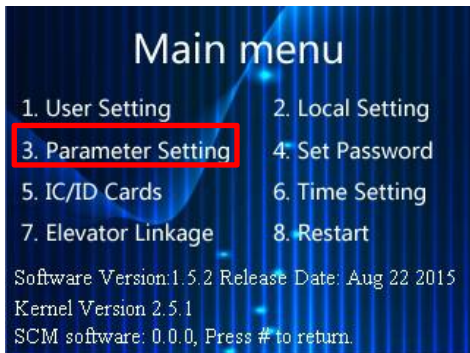 Main menu
1. User Setting 2. Local Setting
3. Parameter Setting 4. Set Password
5. IC/ID Cards 6. Time Setting
7. Elevator Linkage 8. Restart
Software Version:1.5.2 Release Date: Aug 22 2015
Kernel Version 2.5.1
SCM software: 0.0.0, Press # to return.